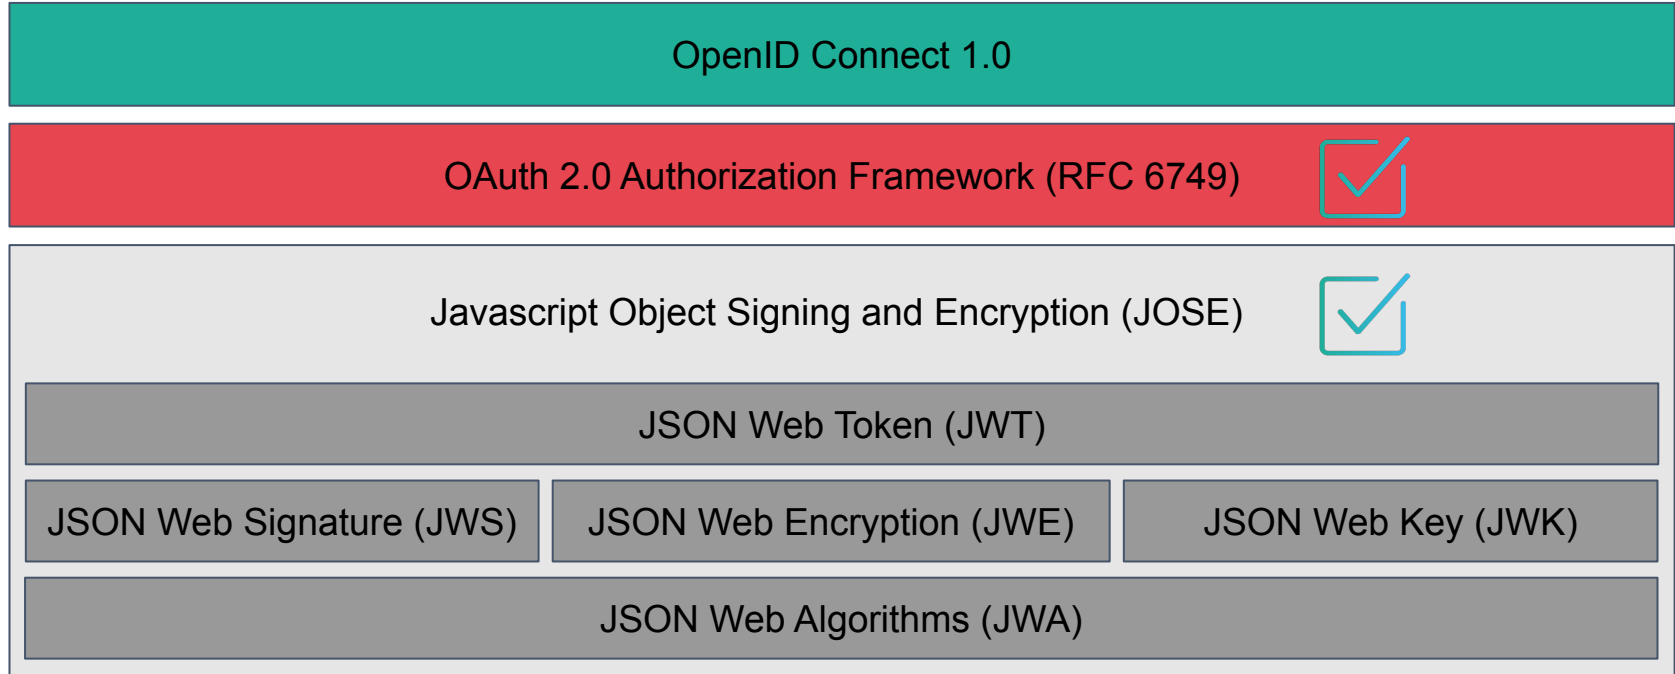 OpenID Connect 1.0
OAuth 2.0 Authorization Framework (RFC 6749)
Javascript Object Signing and Encryption (JOSE)
JSON Web Token (JWT)
JSON Web Signature (JWS)
JSON Web Encryption (JWE)
JSON Web Key (JWK)
JSON Web Algorithms (JWA)